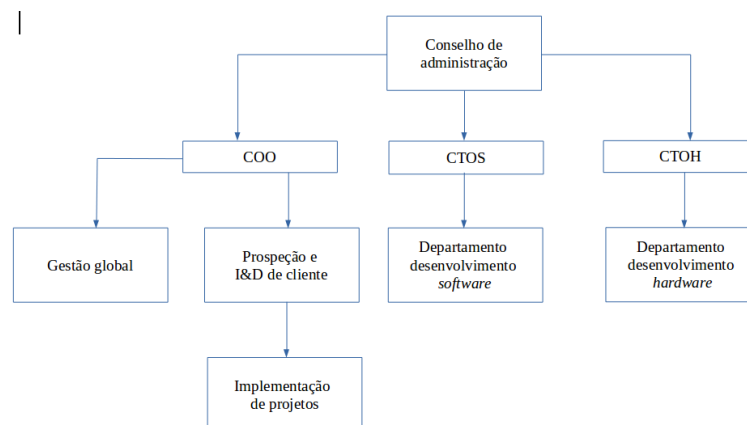 Conselho de
administração
COO
CTOS
CTOH
Gestão global
Prospeção e
I&D de cliente
Departamento
desenvolvimento
software
Departamento
desenvolvimento
hardware
Implementação
de projetos